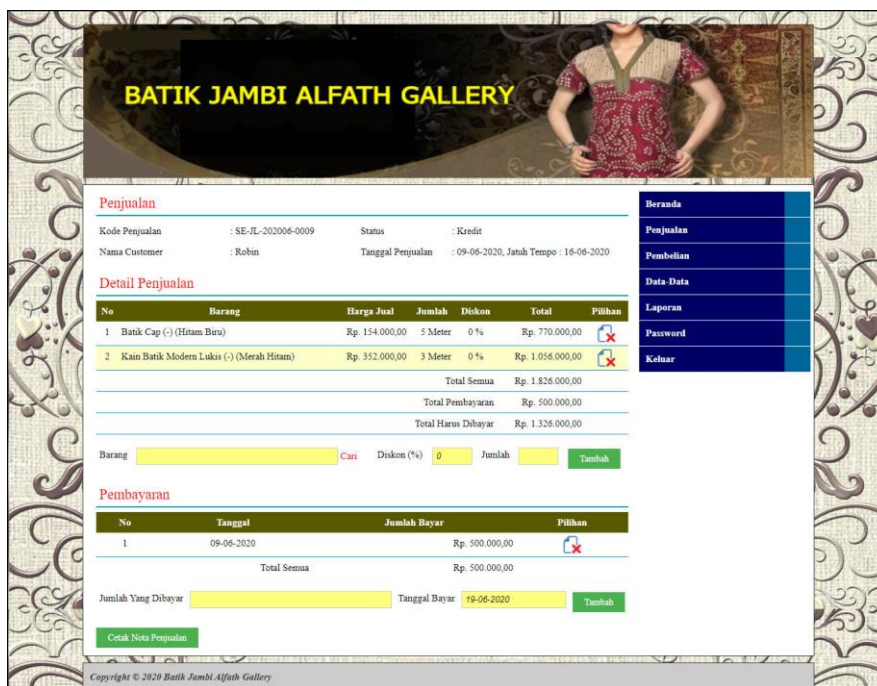 BATIK JAMBI ALFATH GALLERY
Penjualan
Kode Penjualan : SE-JL-202006-0009 Status : Kredit
Nama Customer : Robin Tanggal Penjualan : 09-06-2020, Jatuh Tempo : 16-06-2020
Detail Penjualan
No Barang Harga Jual Jumlah Diskon Total Pilihan
1 Batik Cap (-) (Hitam Biru) Rp. 154.000,00 5 Meter 0 % Rp. 770.000,00
2 Kain Batik Modern Lukis (-) (Merah Hitam) Rp. 352.000,00 3 Meter 0 % Rp. 1.056.000,00
Total Semua Rp. 1.826.000,00
Total Pembayaran Rp. 500.000,00
Total Harus Dibayar Rp. 1.326.000,00
Barang Cari Diskon (%) 0 Jumlah Tambah
Pembayaran
No Tanggal Jumlah Bayar Pilihan
1 09-06-2020 Rp. 500.000,00
Total Semua Rp. 500.000,00
Jumlah Yang Dibayar Tanggal Bayar 19-06-2020 Tambah
Cetak Nota Penjualan
Beranda
Penjualan
Pembelian
Data-Data
Laporan
Password
Keluar
Copyright © 2020 Batik Jambi Alfath Gallery